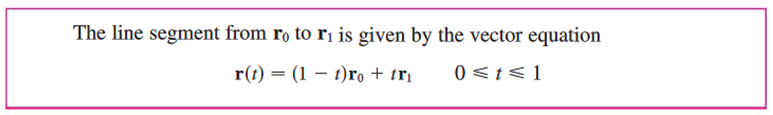 The line segment from r₀ to r₁ is given by the vector equation
r(t) = (1 − t)r₀ + tr₁ 0 ≤ t ≤ 1